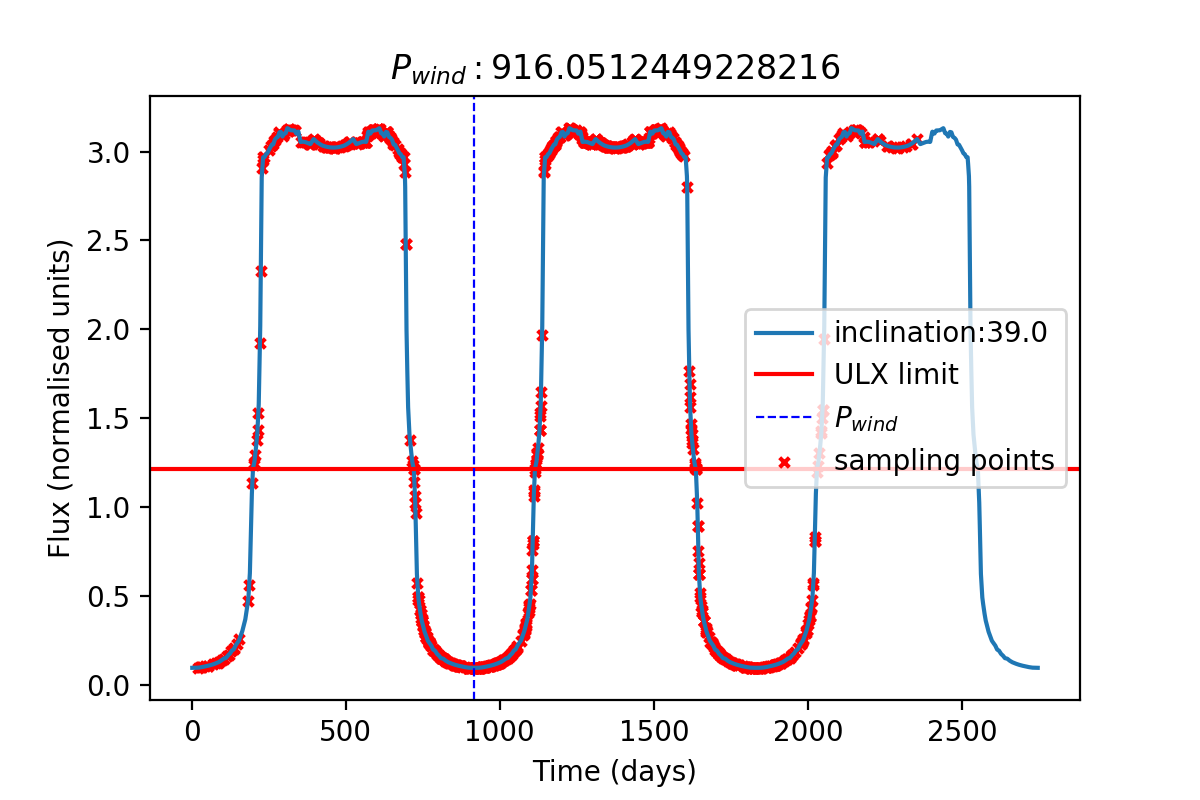 P_wind : 916.0512449228216
Flux (normalised units)
3.0
2.5
2.0
1.5
1.0
0.5
0.0
inclination:39.0
ULX limit
P_wind
sampling points
0 500 1000 1500 2000 2500
Time (days)